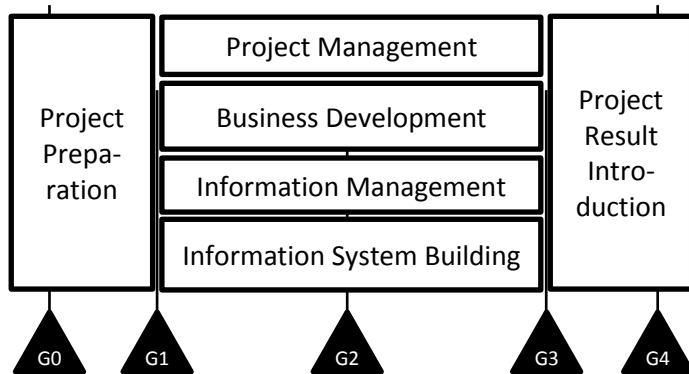 Project
Prepa-
ration
Project Management
Business Development
Information Management
Information System Building
Project
Result
Intro-
duction
G0
G1
G2
G3
G4